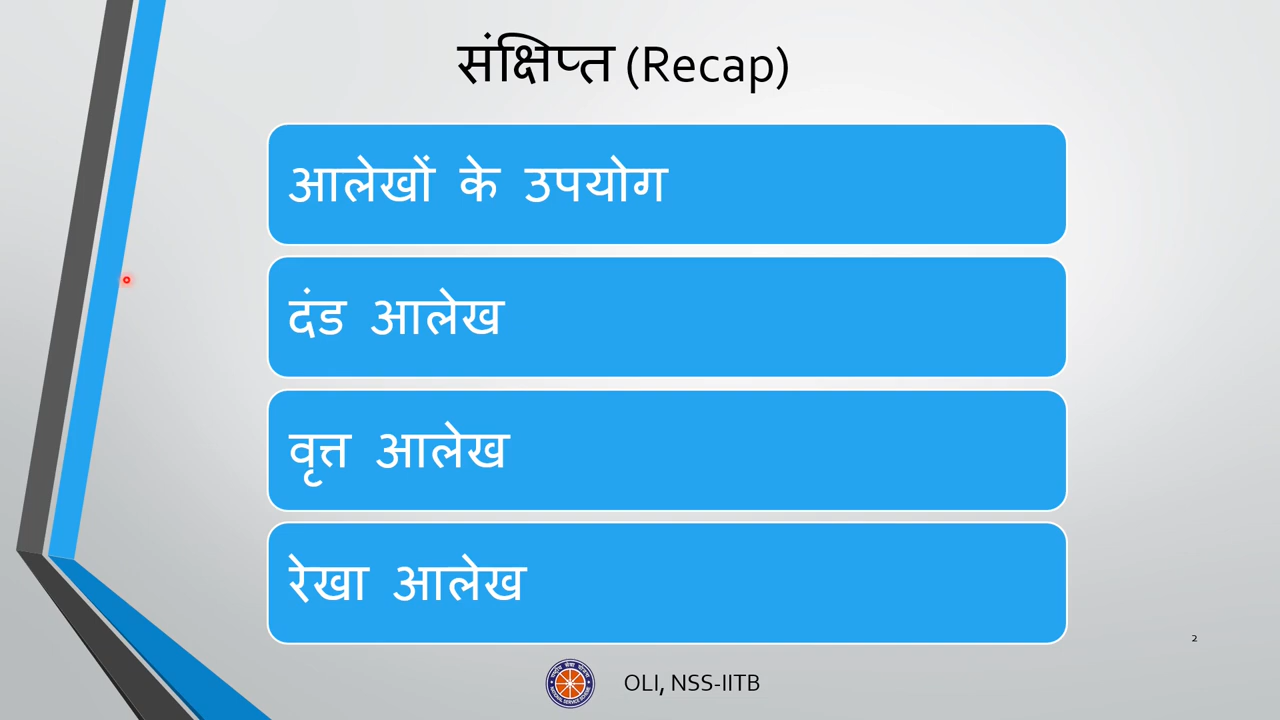 संक्षिप्त (Recap)
आलेखों के उपयोग
दंड आलेख
वृत्त आलेख
रेखा आलेख
2
OLI, NSS-IITB